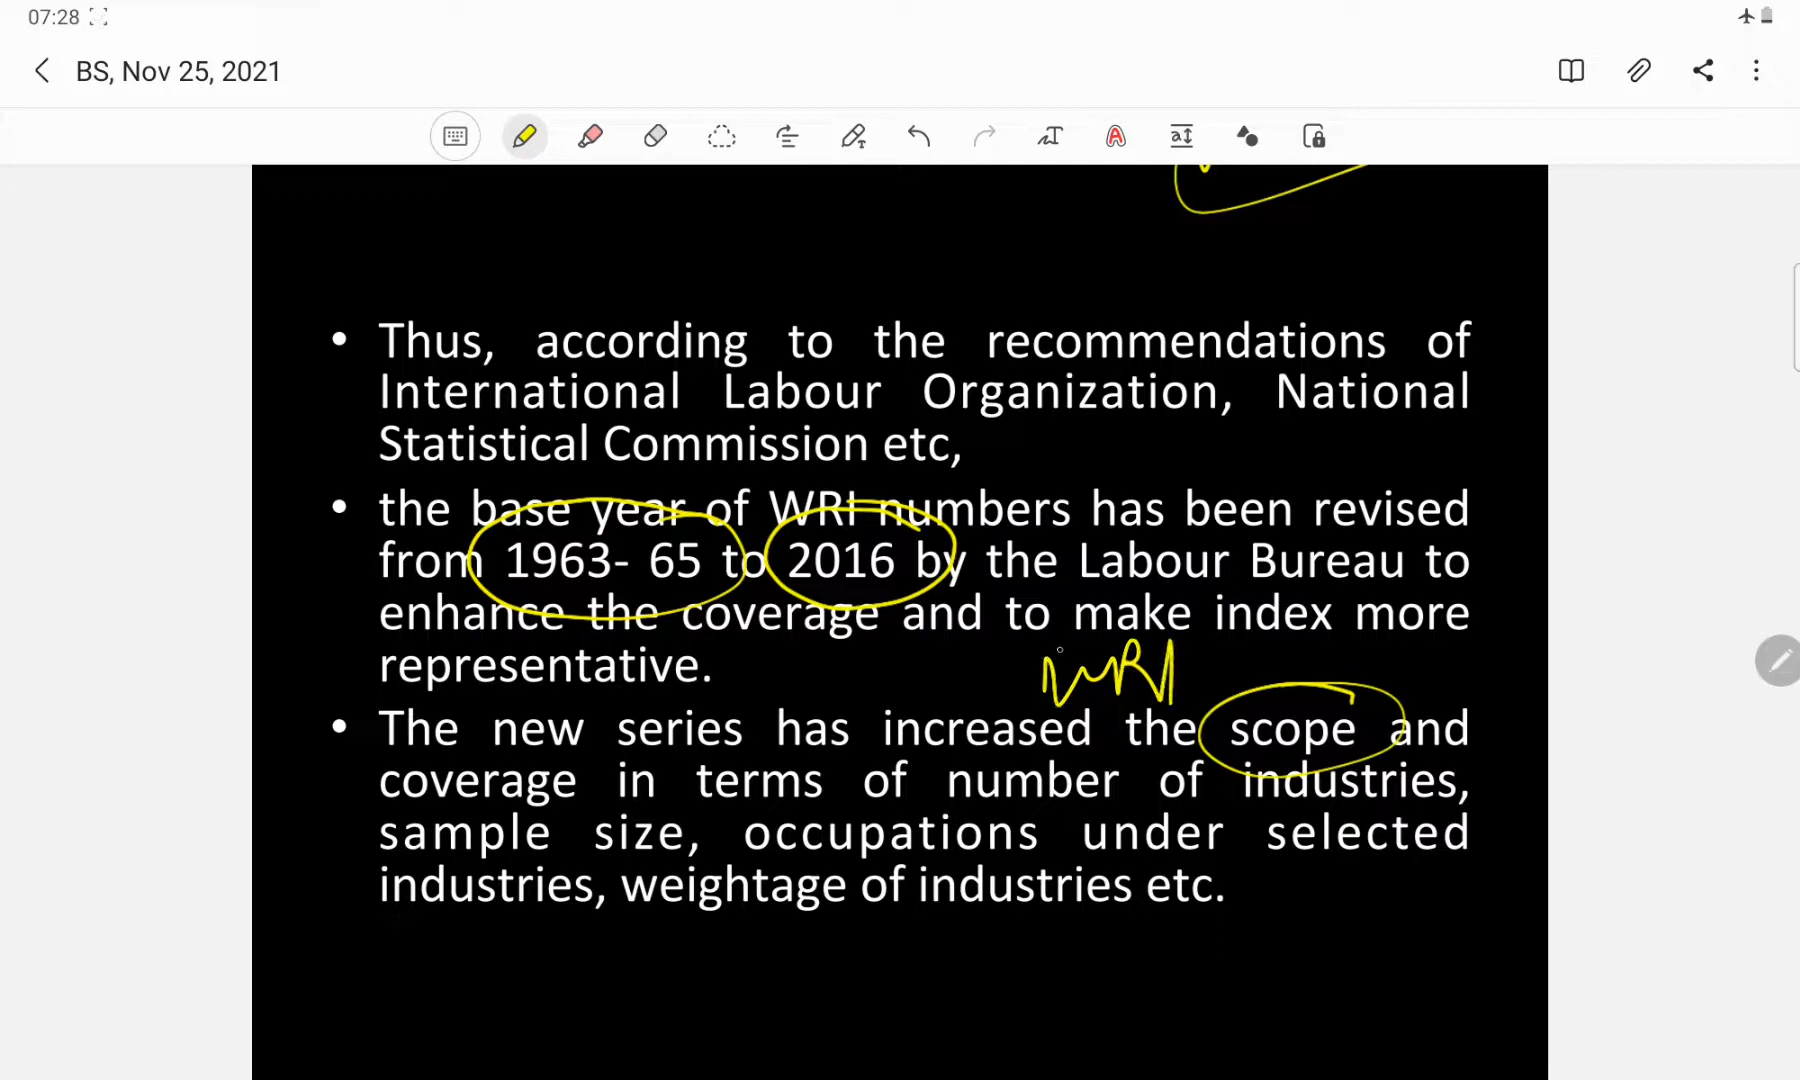 07:28
BS, Nov 25, 2021
• Thus, according to the recommendations of
International Labour Organization, National
Statistical Commission etc,
• the base year of WRI numbers has been revised
from 1963- 65 to 2016 by the Labour Bureau to
enhance the coverage and to make index more
representative.
WRI
• The new series has increased the scope and
coverage in terms of number of industries,
sample size, occupations under selected
industries, weightage of industries etc.